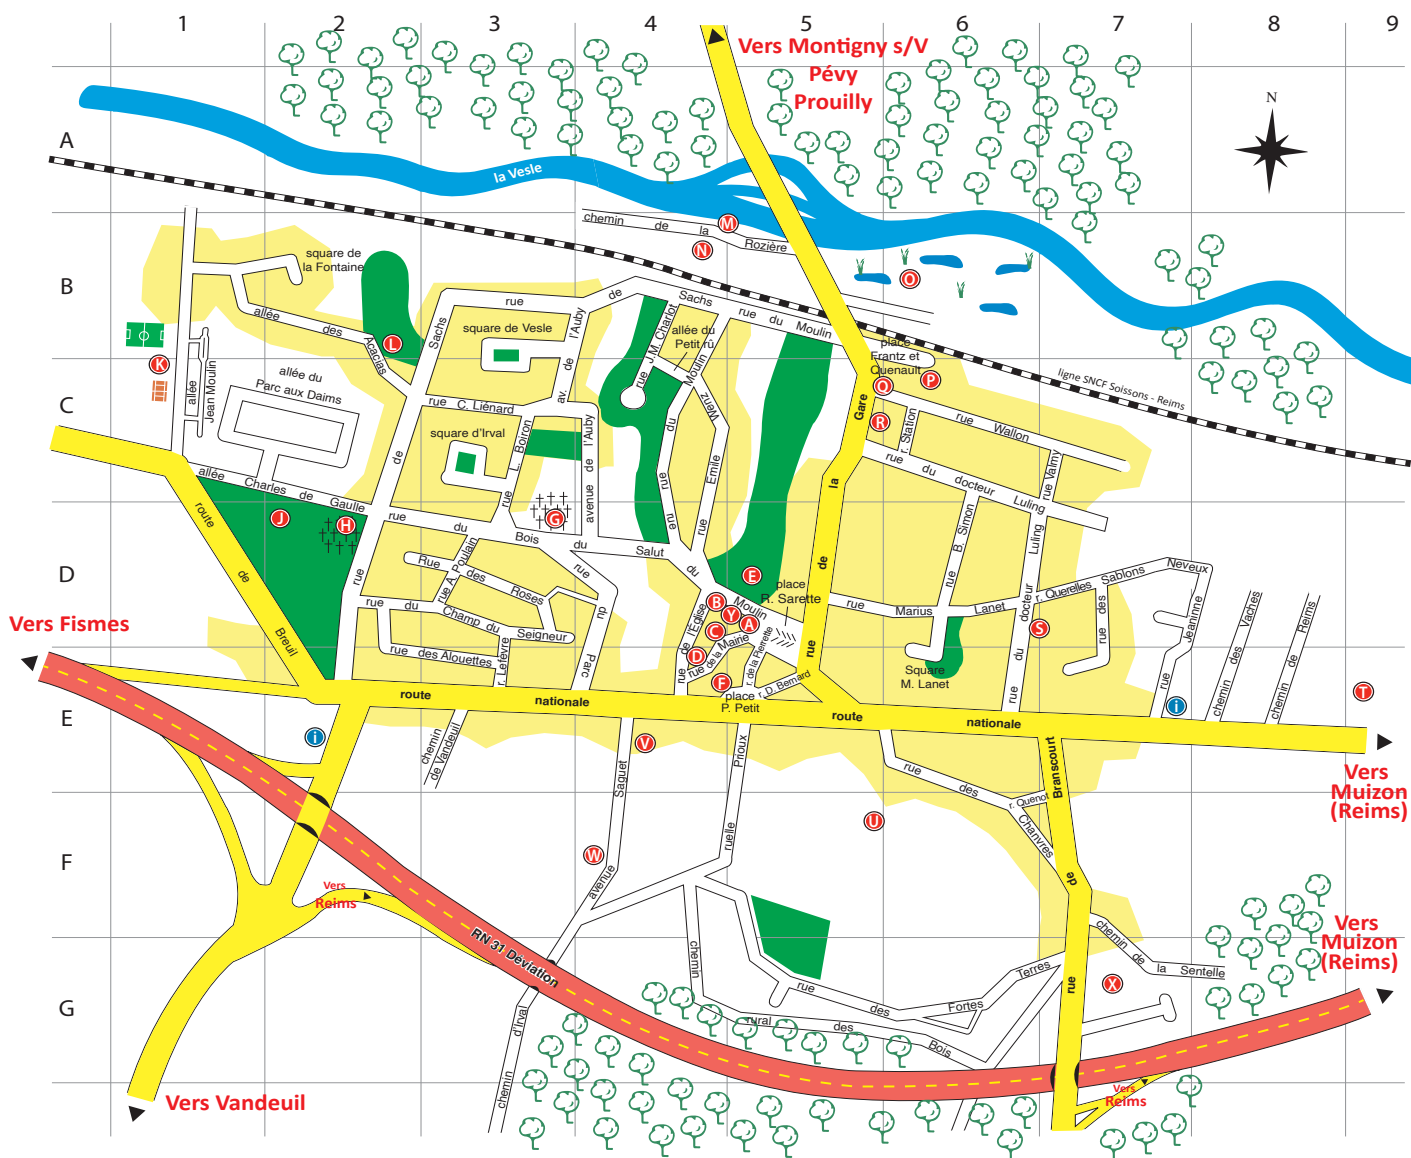 1 2 3 4 5 6 7 8 9
Vers Montigny s/V
Pévy
Prouilly
N
A
la Vesle
chemin de la Rozière
M
N
square de
la Fontaine
B
O
rue de Sachs
rue du Moulin
square de Vesle
av. de l'Auby
r. J.M. Charlot
allée du
Petit rû
allée des Acacias
L
Sachs
place
Frantz et
Quenault
ligne SNCF Soissons - Reims
K
allée
Jean Moulin
allée du
Parc aux Daims
C
rue C. Liénard
square d'Irval
rue L. Boiron
avenue de l'Auby
rue du Moulin
rue Emile Wenz
Gare
Q
P
R
r. Station
rue Wallon
rue du docteur Luling
rue Valmy
allée Charles de Gaulle
de
la
J
H
G
rue du Bois du Salut
route de Breuil
D
rue
Rue des Roses
rue A. Poulain
rue du Champ du Seigneur
rue des Alouettes
r. Lefèvre
rue du Parc
du Moulin
E
B
Y
A
C
D
F
place
R. Sarette
rue de l'Eglise
rue de la Mairie
r. de la Pierrette
r. D. Bernard
place
P. Petit
de
rue
rue Marius Lanet
rue B. Simon
rue du docteur Luling
r. Querelles
Sablons
rue des
Neveux
rue Jeanne
S
Square
M. Lanet
chemin des Vaches
chemin de Reims
Vers Fismes
E
route nationale
route nationale
i
i
T
chemin
de Vandeuil
V
Saguet
Prioux
rue des Chanvres
r. Quenot
Branscourt
Vers
Muizon
(Reims)
F
U
W
avenue
ruelle
de
Vers
Reims
RN 31 Déviation
chemin rural des Bois
rue des Fortes Terres
chemin de la Sentelle
Vers
Muizon
(Reims)
X
rue
G
chemin d'Irval
Vers Vandeuil
Vers
Reims